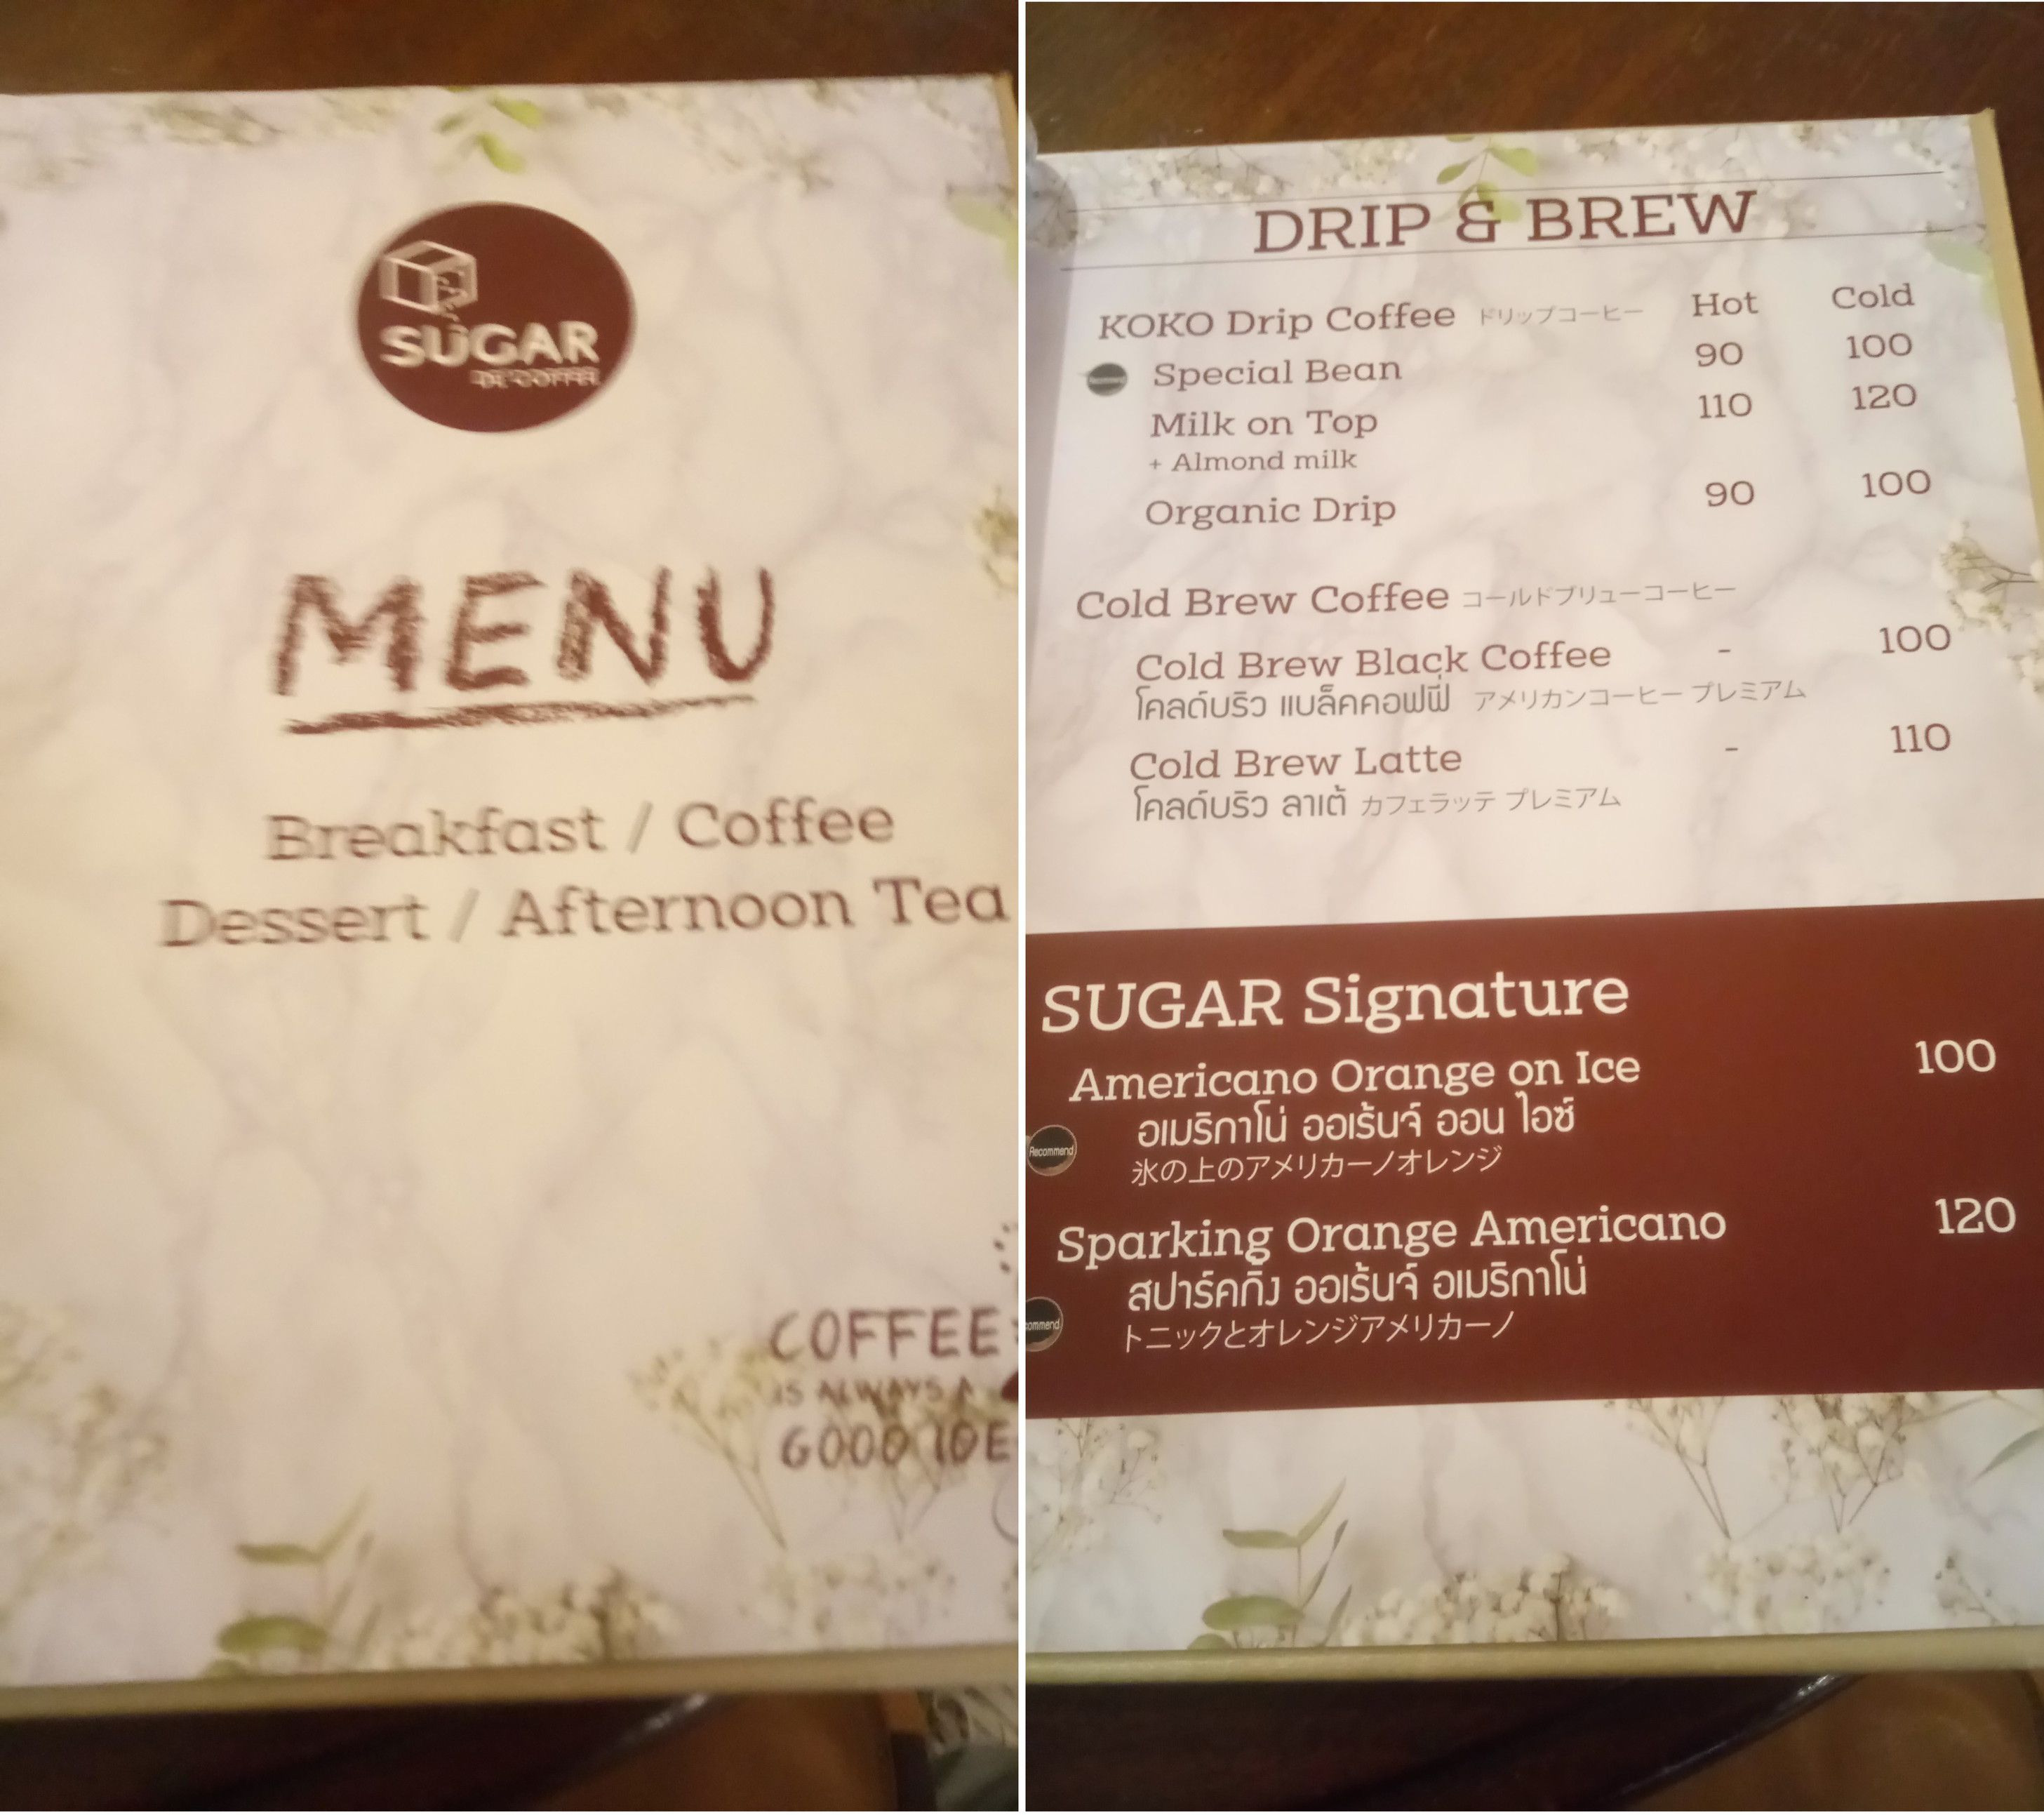 SUGAR
DE' COFFEE
MENU
Breakfast / Coffee
Dessert / Afternoon Tea
COFFEE
IS ALWAYS A
GOOD IDE
DRIP & BREW
KOKO Drip Coffee ドリップコーヒー Hot Cold
Recommend Special Bean 90 100
Milk on Top 110 120
+ Almond milk
Organic Drip 90 100
Cold Brew Coffee コールドブリューコーヒー
Cold Brew Black Coffee - 100
โคลด์บริว แบล็คคอฟฟี่ アメリカンコーヒー プレミアム
Cold Brew Latte - 110
โคลด์บริว ลาเต้ カフェラッテ プレミアム
SUGAR Signature
Americano Orange on Ice 100
อเมริกาโน่ ออเร้นจ์ ออน ไอซ์
Recommend
氷の上のアメリカーノオレンジ
Sparking Orange Americano 120
สปาร์คกิ้ง ออเร้นจ์ อเมริกาโน่
ommend
トニックとオレンジアメリカーノ